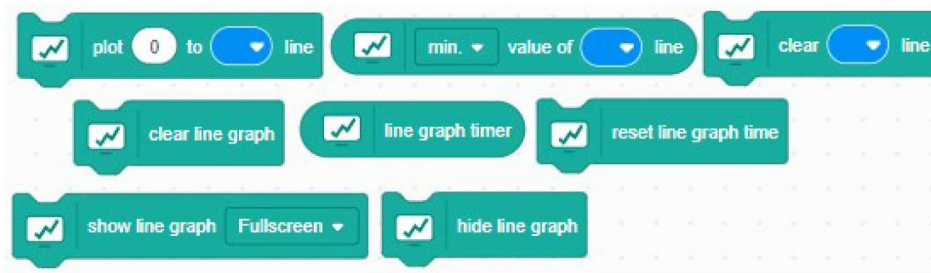 plot 0 to line
min. value of line
clear line
clear line graph
line graph timer
reset line graph time
show line graph Fullscreen
hide line graph